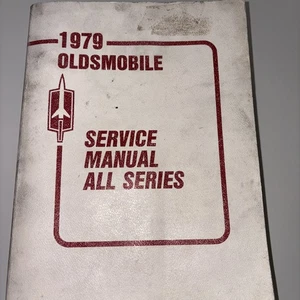 1979
OLDSMOBILE
SERVICE
MANUAL
ALL SERIES